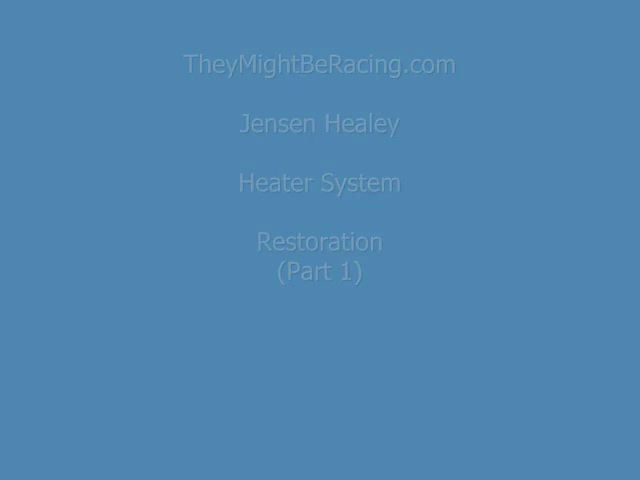 TheyMightBeRacing.com
Jensen Healey
Heater System
Restoration
(Part 1)